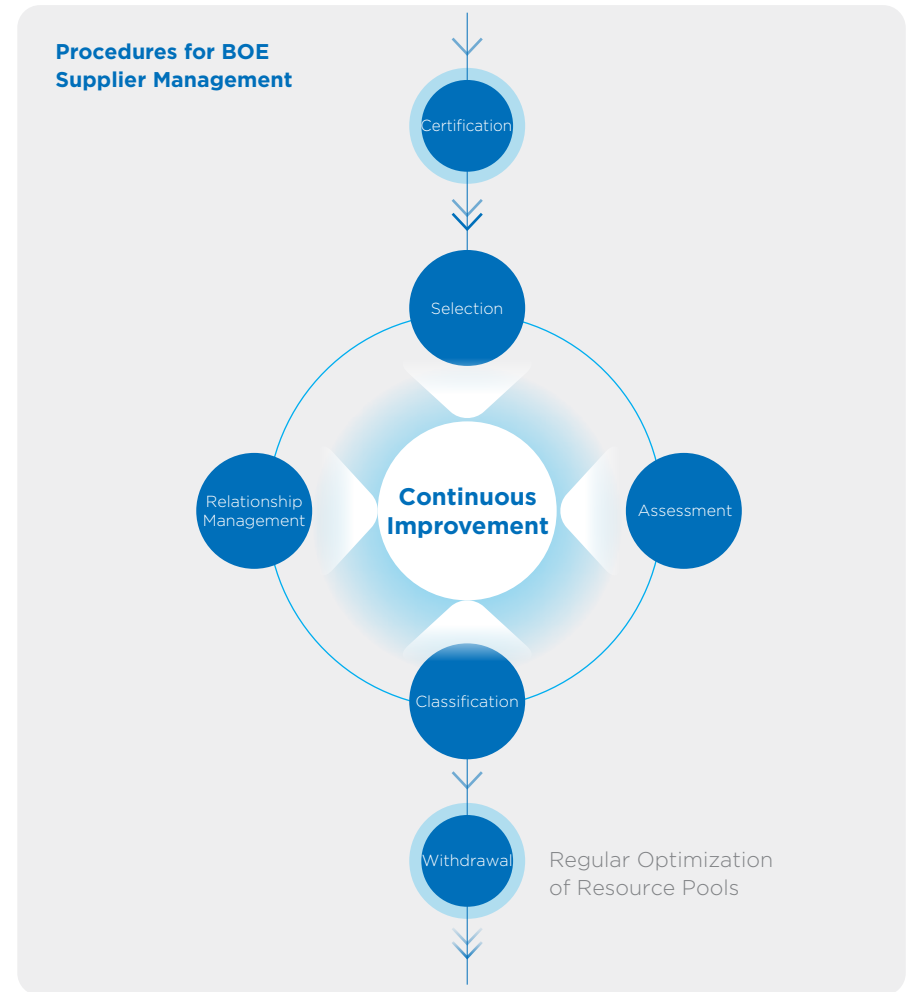 Procedures for BOE
Supplier Management
Certification
Selection
Relationship
Management
Continuous
Improvement
Assessment
Classification
Withdrawal
Regular Optimization
of Resource Pools